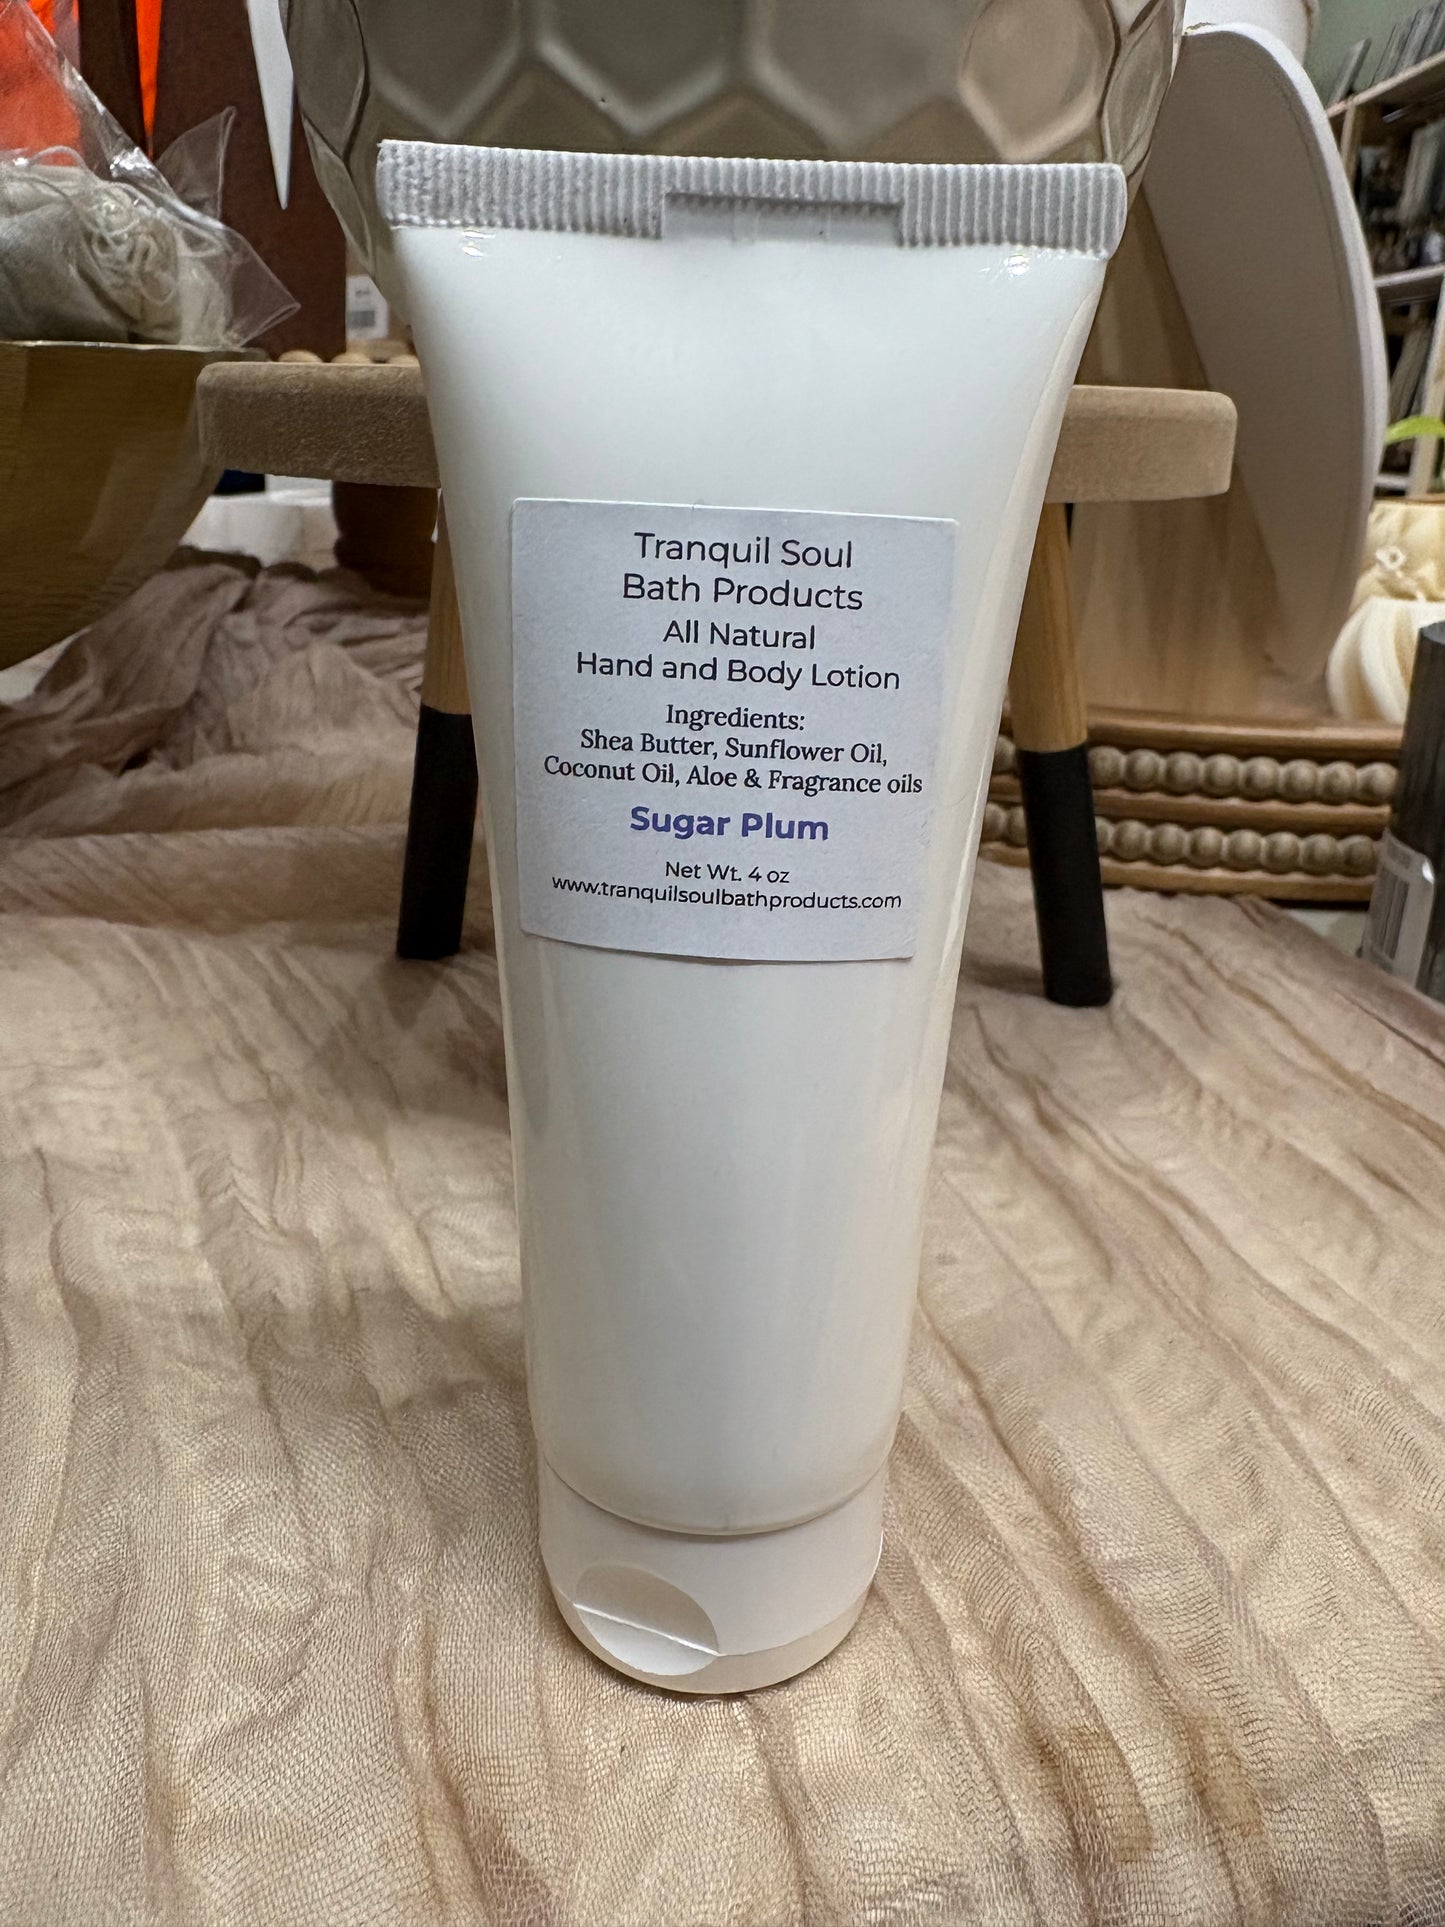 Tranquil Soul
Bath Products
All Natural
Hand and Body Lotion
Ingredients:
Shea Butter, Sunflower Oil,
Coconut Oil, Aloe & Fragrance oils
Sugar Plum
Net Wt. 4 oz
www.tranquilsoulbathproducts.com